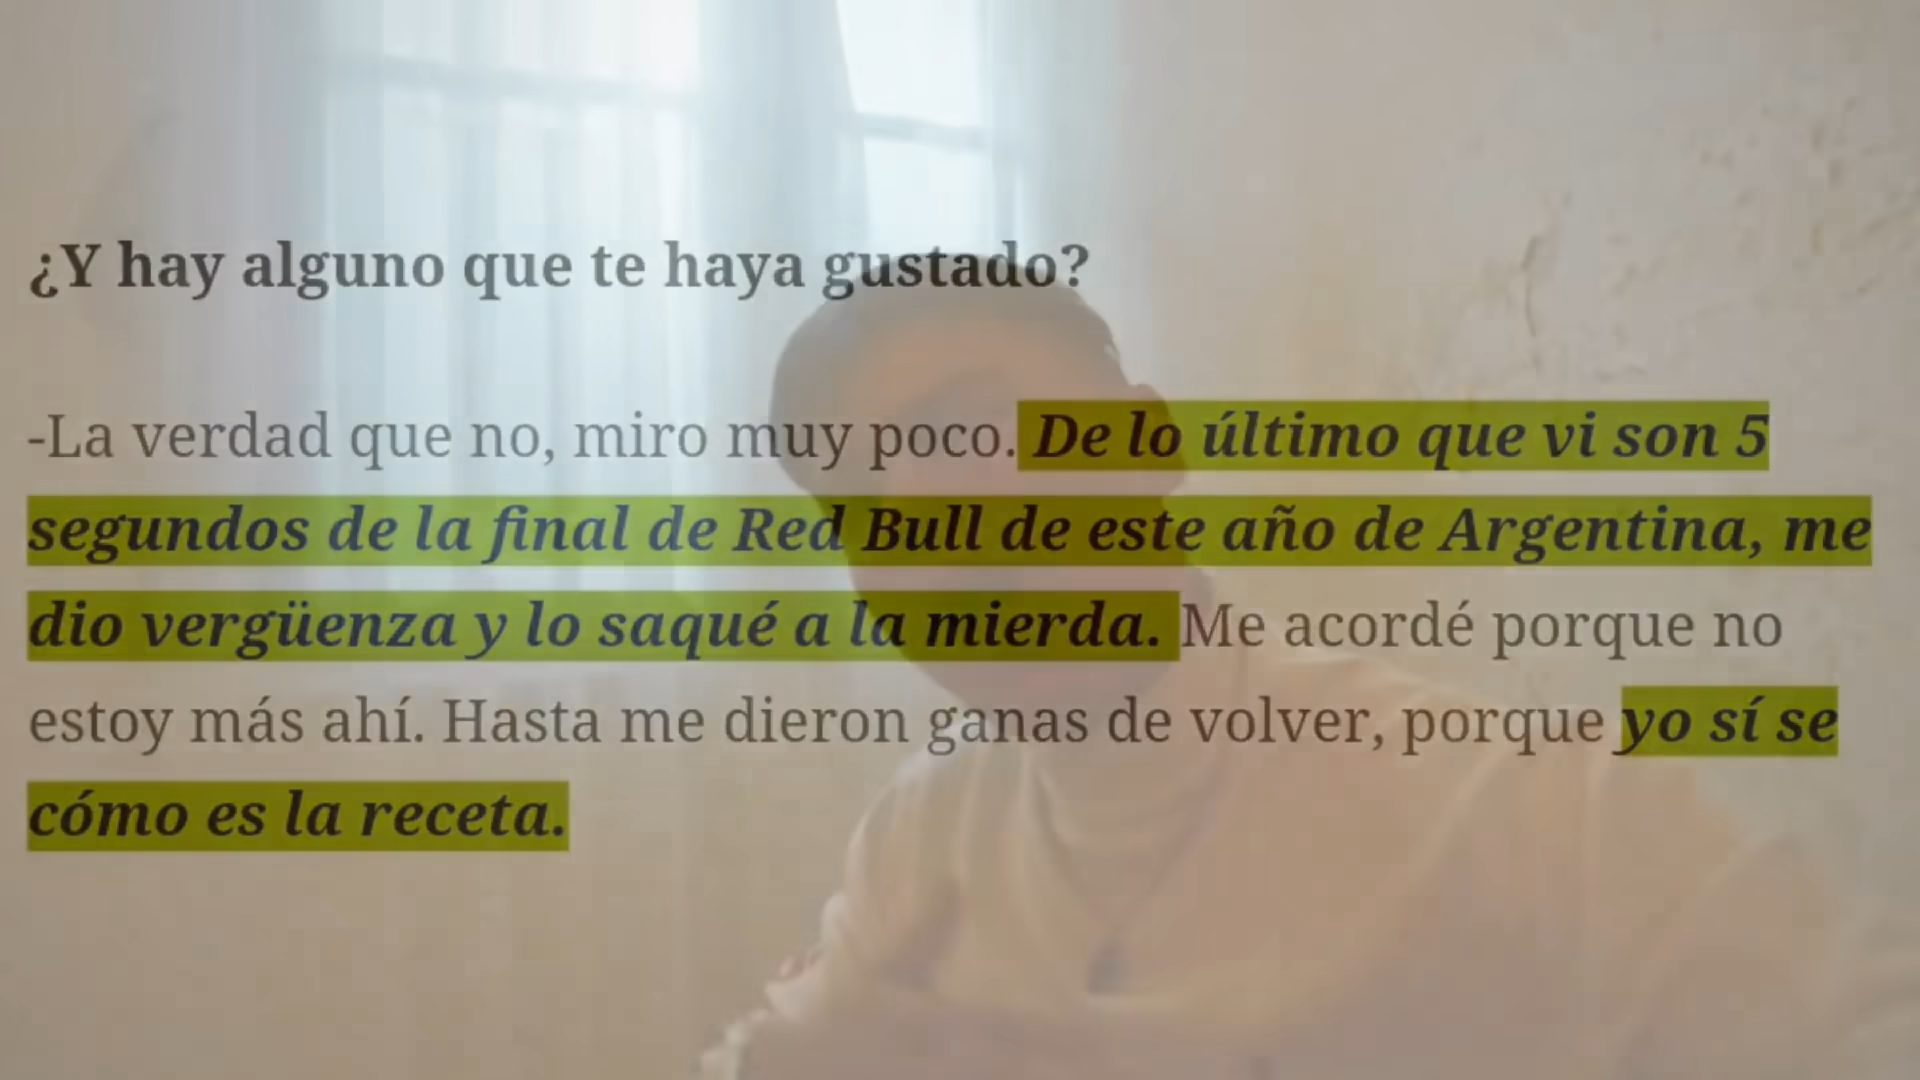 ¿Y hay alguno que te haya gustado?
-La verdad que no, miro muy poco. De lo último que vi son 5
segundos de la final de Red Bull de este año de Argentina, me
dio vergüenza y lo saqué a la mierda. Me acordé porque no
estoy más ahí. Hasta me dieron ganas de volver, porque yo sí se
cómo es la receta.